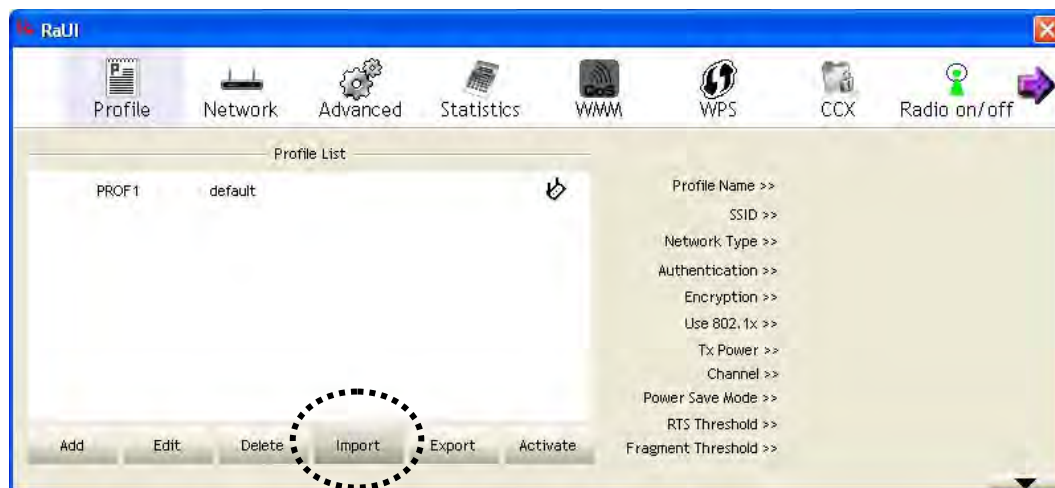 RaUI
Profile Network Advanced Statistics QoS WMM WPS CCX Radio on/off
Profile List
PROF1 default
Profile Name >>
SSID >>
Network Type >>
Authentication >>
Encryption >>
Use 802.1x >>
Tx Power >>
Channel >>
Power Save Mode >>
RTS Threshold >>
Fragment Threshold >>
Add Edit Delete Import Export Activate